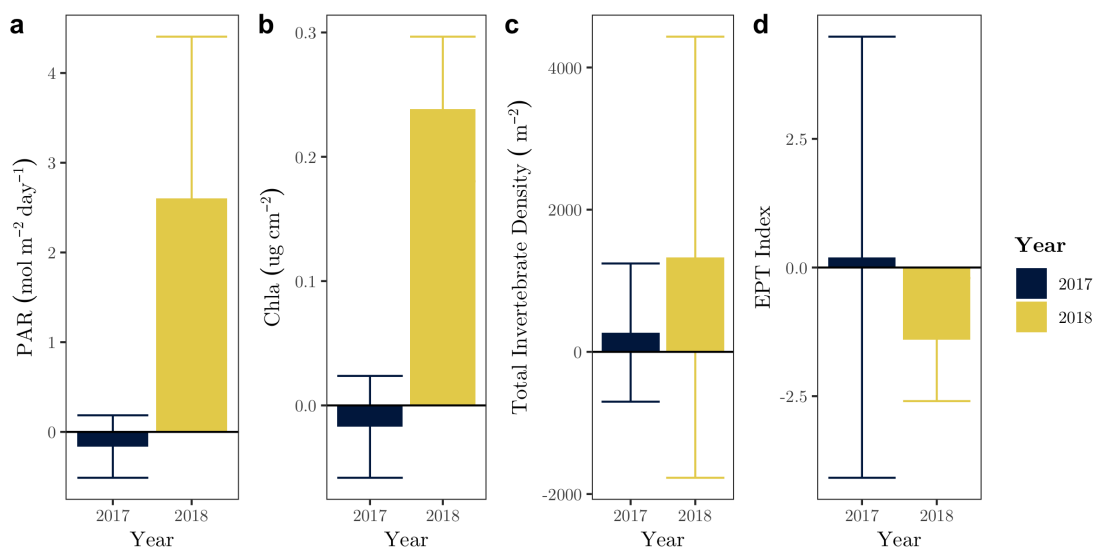 a
PAR (mol m⁻² day⁻¹)
4
3
2
1
0
2017 2018
Year
b
Chla (ug cm⁻²)
0.3
0.2
0.1
0.0
2017 2018
Year
c
Total Invertebrate Density ( m⁻²)
4000
2000
0
-2000
2017 2018
Year
d
EPT Index
2.5
0.0
-2.5
2017 2018
Year
Year
2017
2018